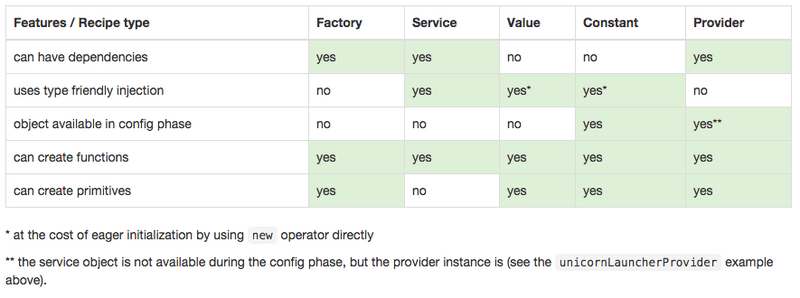 Features / Recipe type Factory Service Value Constant Provider
can have dependencies yes yes no no yes
uses type friendly injection no yes yes* yes* no
object available in config phase no no no yes yes**
can create functions yes yes yes yes yes
can create primitives yes no yes yes yes
* at the cost of eager initialization by using new operator directly
** the service object is not available during the config phase, but the provider instance is (see the unicornLauncherProvider example
above).